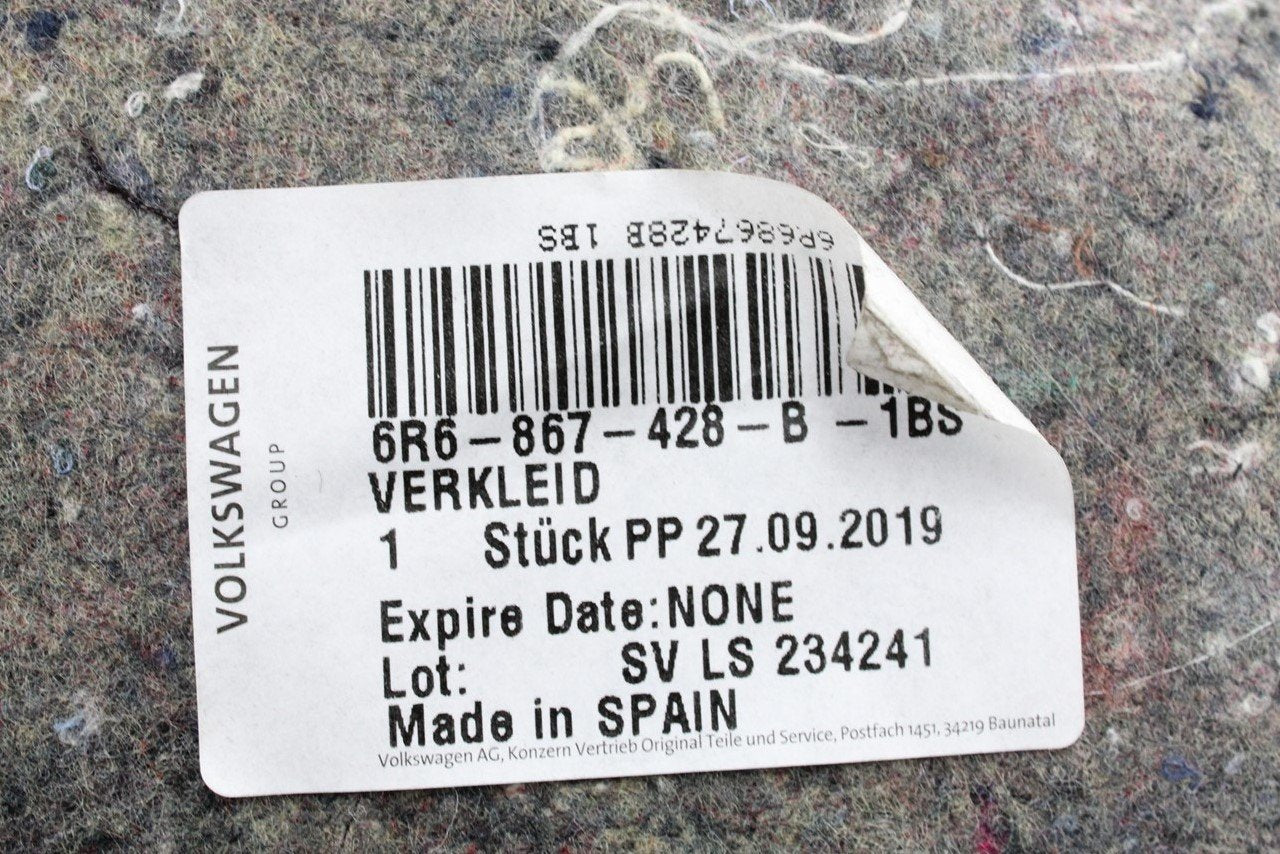 6R6867428B 1BS
VOLKSWAGEN
GROUP
6R6-867-428-B -1BS
VERKLEID
1 Stück PP 27.09.2019
Expire Date:NONE
Lot: SV LS 234241
Made in SPAIN
Volkswagen AG, Konzern Vertrieb Original Teile und Service, Postfach 1451, 34219 Baunatal